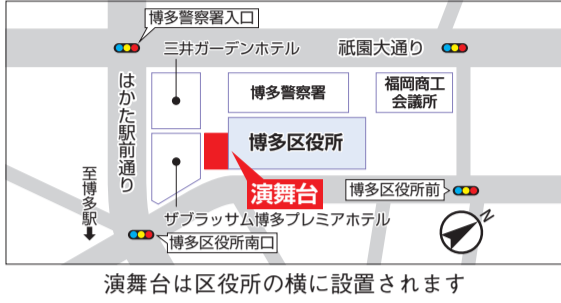 博多警察署入口
三井ガーデンホテル
祇園大通り
はかた駅前通り
博多警察署
福岡商工
会議所
博多区役所
演舞台
博多区役所前
至博多駅
ザブラッサム博多プレミアホテル
博多区役所南口
N
演舞台は区役所の横に設置されます